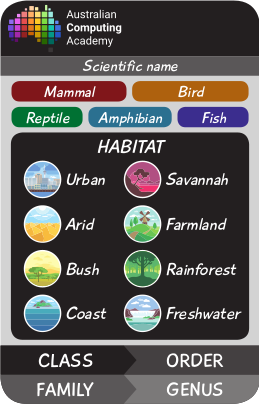 Australian
Computing
Academy
Scientific name
Mammal Bird
Reptile Amphibian Fish
HABITAT
Urban Savannah
Arid Farmland
Bush Rainforest
Coast Freshwater
CLASS ORDER
FAMILY GENUS